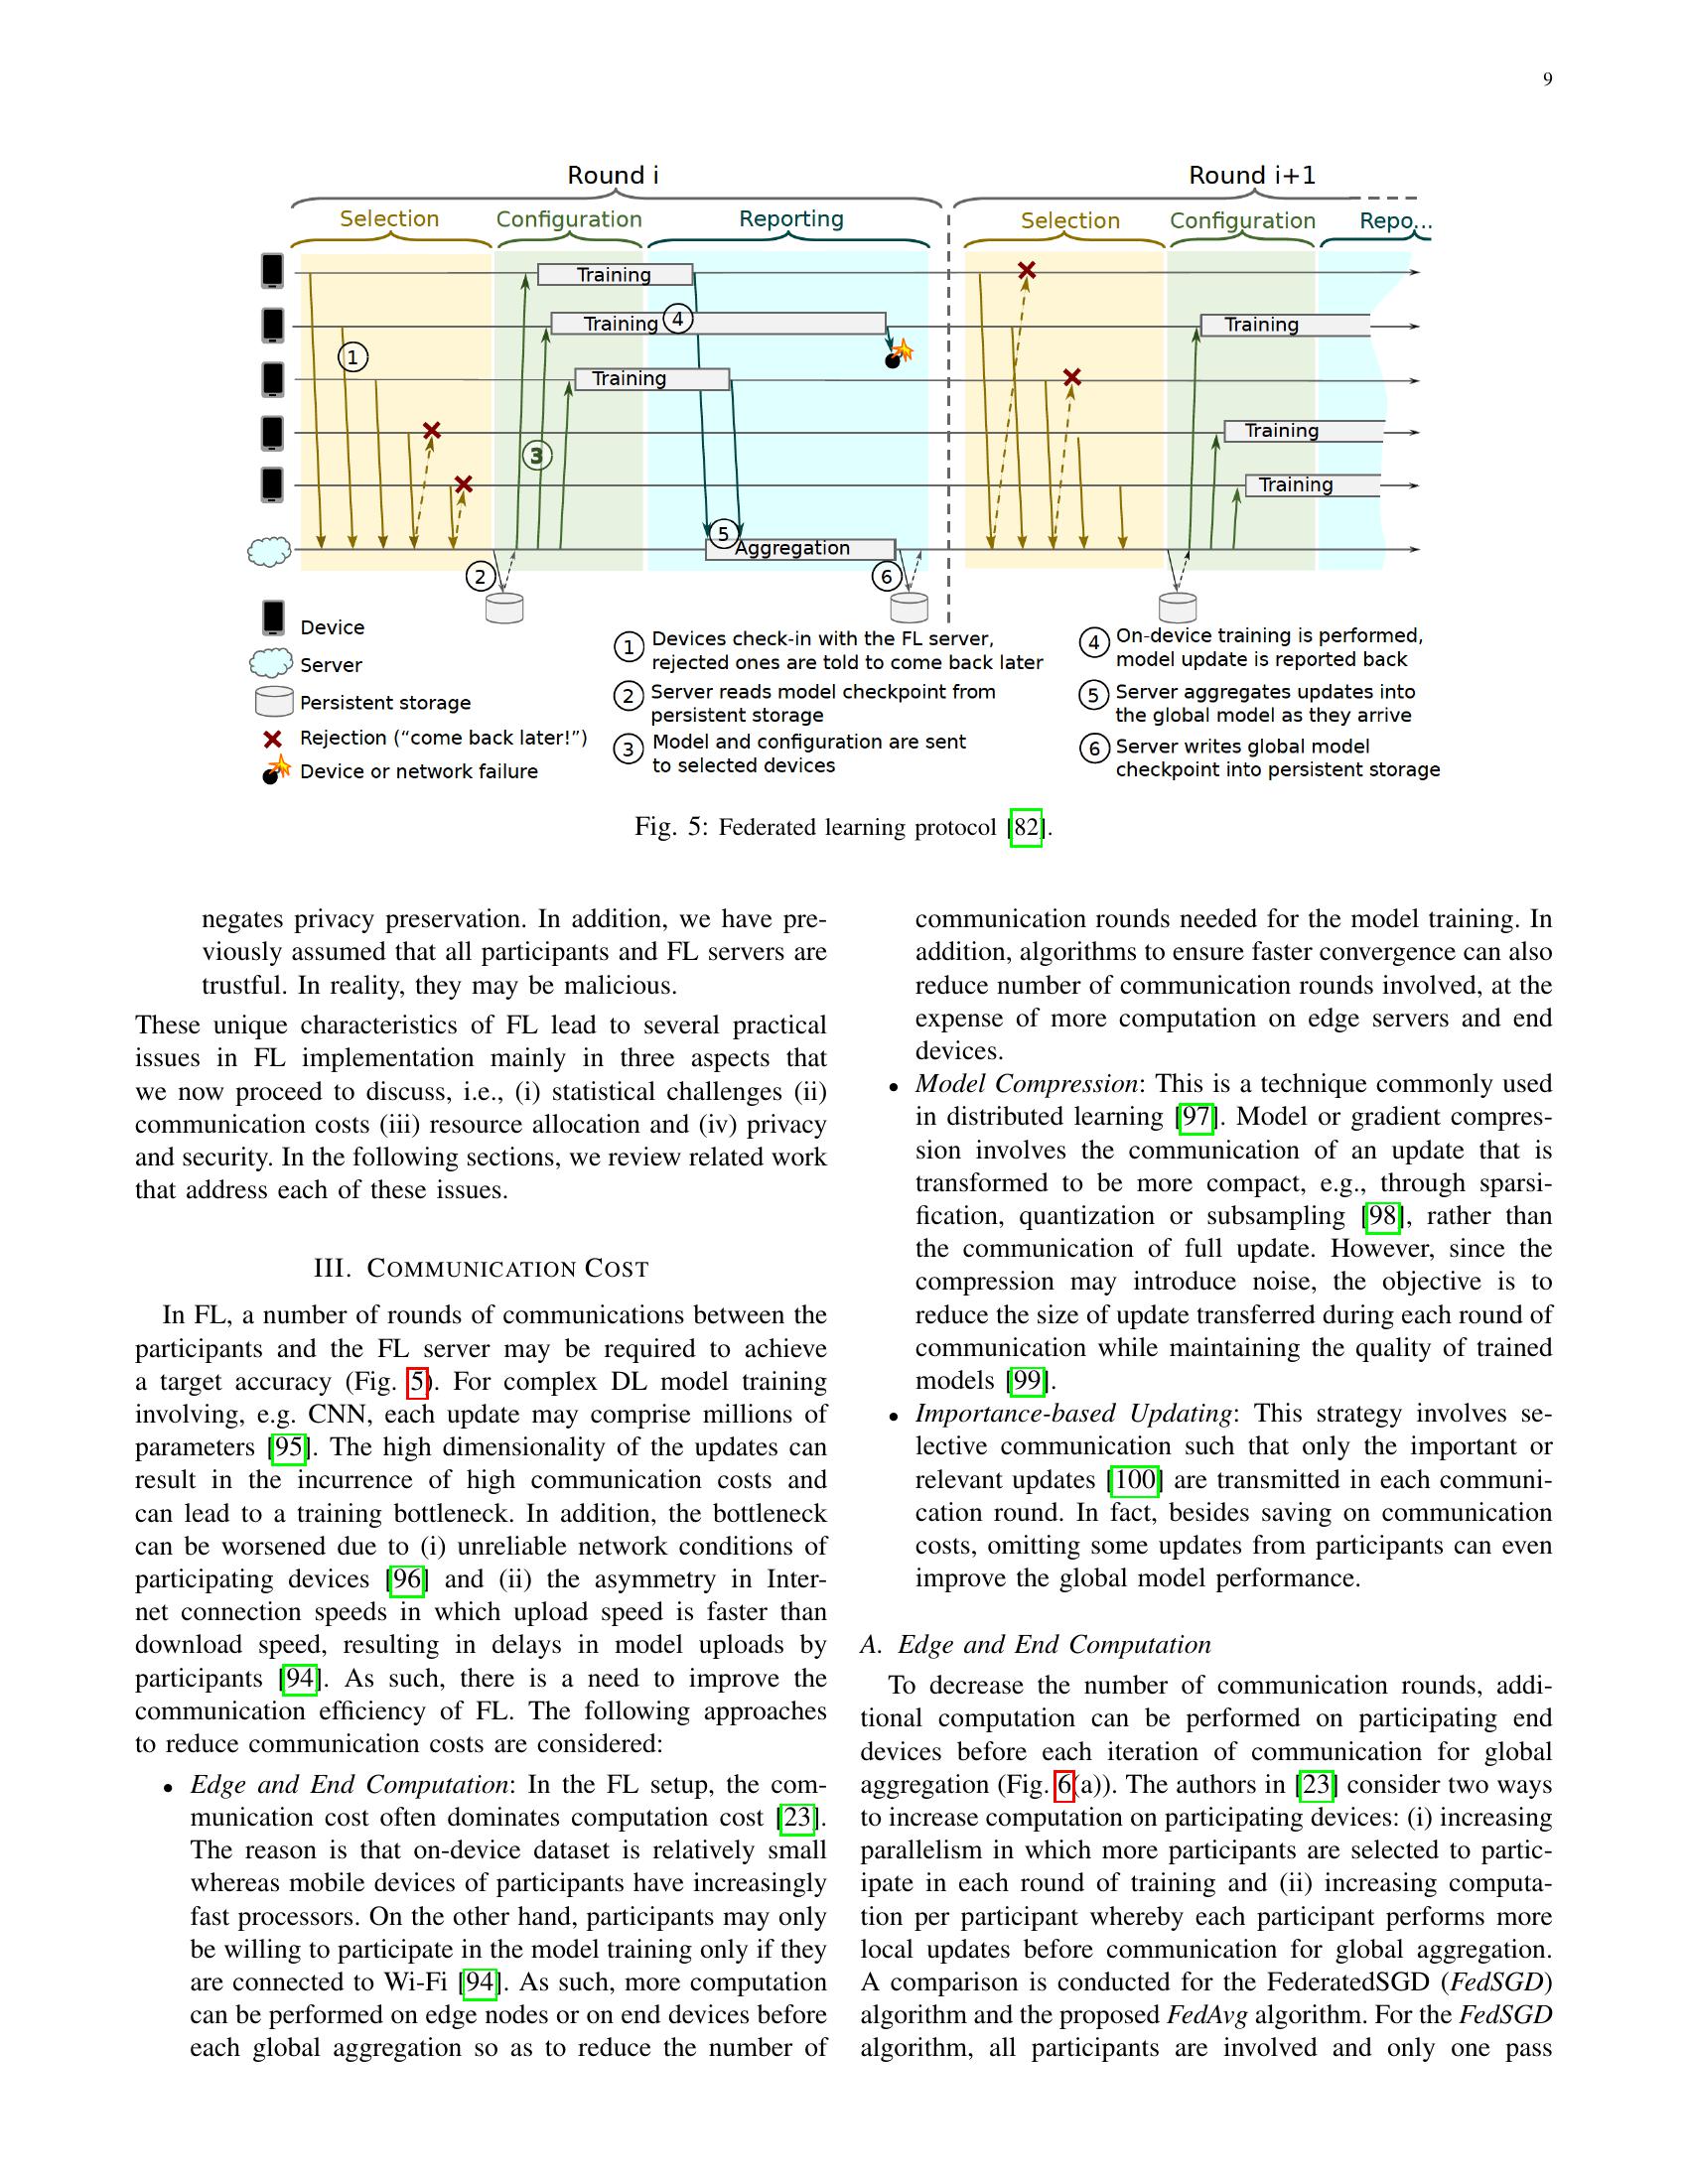 9
Round i
Round i+1
Selection
Configuration
Reporting
Selection
Configuration
Repo...
Training
Training
4
Training
1
3
5
Aggregation
2
6
Training
Training
Training
Device
Server
Persistent storage
Rejection (“come back later!”)
Device or network failure
1 Devices check-in with the FL server,
rejected ones are told to come back later
2 Server reads model checkpoint from
persistent storage
3 Model and configuration are sent
to selected devices
4 On-device training is performed,
model update is reported back
5 Server aggregates updates into
the global model as they arrive
6 Server writes global model
checkpoint into persistent storage
Fig. 5: Federated learning protocol [82].
negates privacy preservation. In addition, we have pre-
viously assumed that all participants and FL servers are
trustful. In reality, they may be malicious.
These unique characteristics of FL lead to several practical
issues in FL implementation mainly in three aspects that
we now proceed to discuss, i.e., (i) statistical challenges (ii)
communication costs (iii) resource allocation and (iv) privacy
and security. In the following sections, we review related work
that address each of these issues.
III. COMMUNICATION COST
In FL, a number of rounds of communications between the
participants and the FL server may be required to achieve
a target accuracy (Fig. 5). For complex DL model training
involving, e.g. CNN, each update may comprise millions of
parameters [95]. The high dimensionality of the updates can
result in the incurrence of high communication costs and
can lead to a training bottleneck. In addition, the bottleneck
can be worsened due to (i) unreliable network conditions of
participating devices [96] and (ii) the asymmetry in Inter-
net connection speeds in which upload speed is faster than
download speed, resulting in delays in model uploads by
participants [94]. As such, there is a need to improve the
communication efficiency of FL. The following approaches
to reduce communication costs are considered:
• Edge and End Computation: In the FL setup, the com-
munication cost often dominates computation cost [23].
The reason is that on-device dataset is relatively small
whereas mobile devices of participants have increasingly
fast processors. On the other hand, participants may only
be willing to participate in the model training only if they
are connected to Wi-Fi [94]. As such, more computation
can be performed on edge nodes or on end devices before
each global aggregation so as to reduce the number of
communication rounds needed for the model training. In
addition, algorithms to ensure faster convergence can also
reduce number of communication rounds involved, at the
expense of more computation on edge servers and end
devices.
• Model Compression: This is a technique commonly used
in distributed learning [97]. Model or gradient compres-
sion involves the communication of an update that is
transformed to be more compact, e.g., through sparsi-
fication, quantization or subsampling [98], rather than
the communication of full update. However, since the
compression may introduce noise, the objective is to
reduce the size of update transferred during each round of
communication while maintaining the quality of trained
models [99].
• Importance-based Updating: This strategy involves se-
lective communication such that only the important or
relevant updates [100] are transmitted in each communi-
cation round. In fact, besides saving on communication
costs, omitting some updates from participants can even
improve the global model performance.
A. Edge and End Computation
To decrease the number of communication rounds, addi-
tional computation can be performed on participating end
devices before each iteration of communication for global
aggregation (Fig. 6(a)). The authors in [23] consider two ways
to increase computation on participating devices: (i) increasing
parallelism in which more participants are selected to partic-
ipate in each round of training and (ii) increasing computa-
tion per participant whereby each participant performs more
local updates before communication for global aggregation.
A comparison is conducted for the FederatedSGD (FedSGD)
algorithm and the proposed FedAvg algorithm. For the FedSGD
algorithm, all participants are involved and only one pass